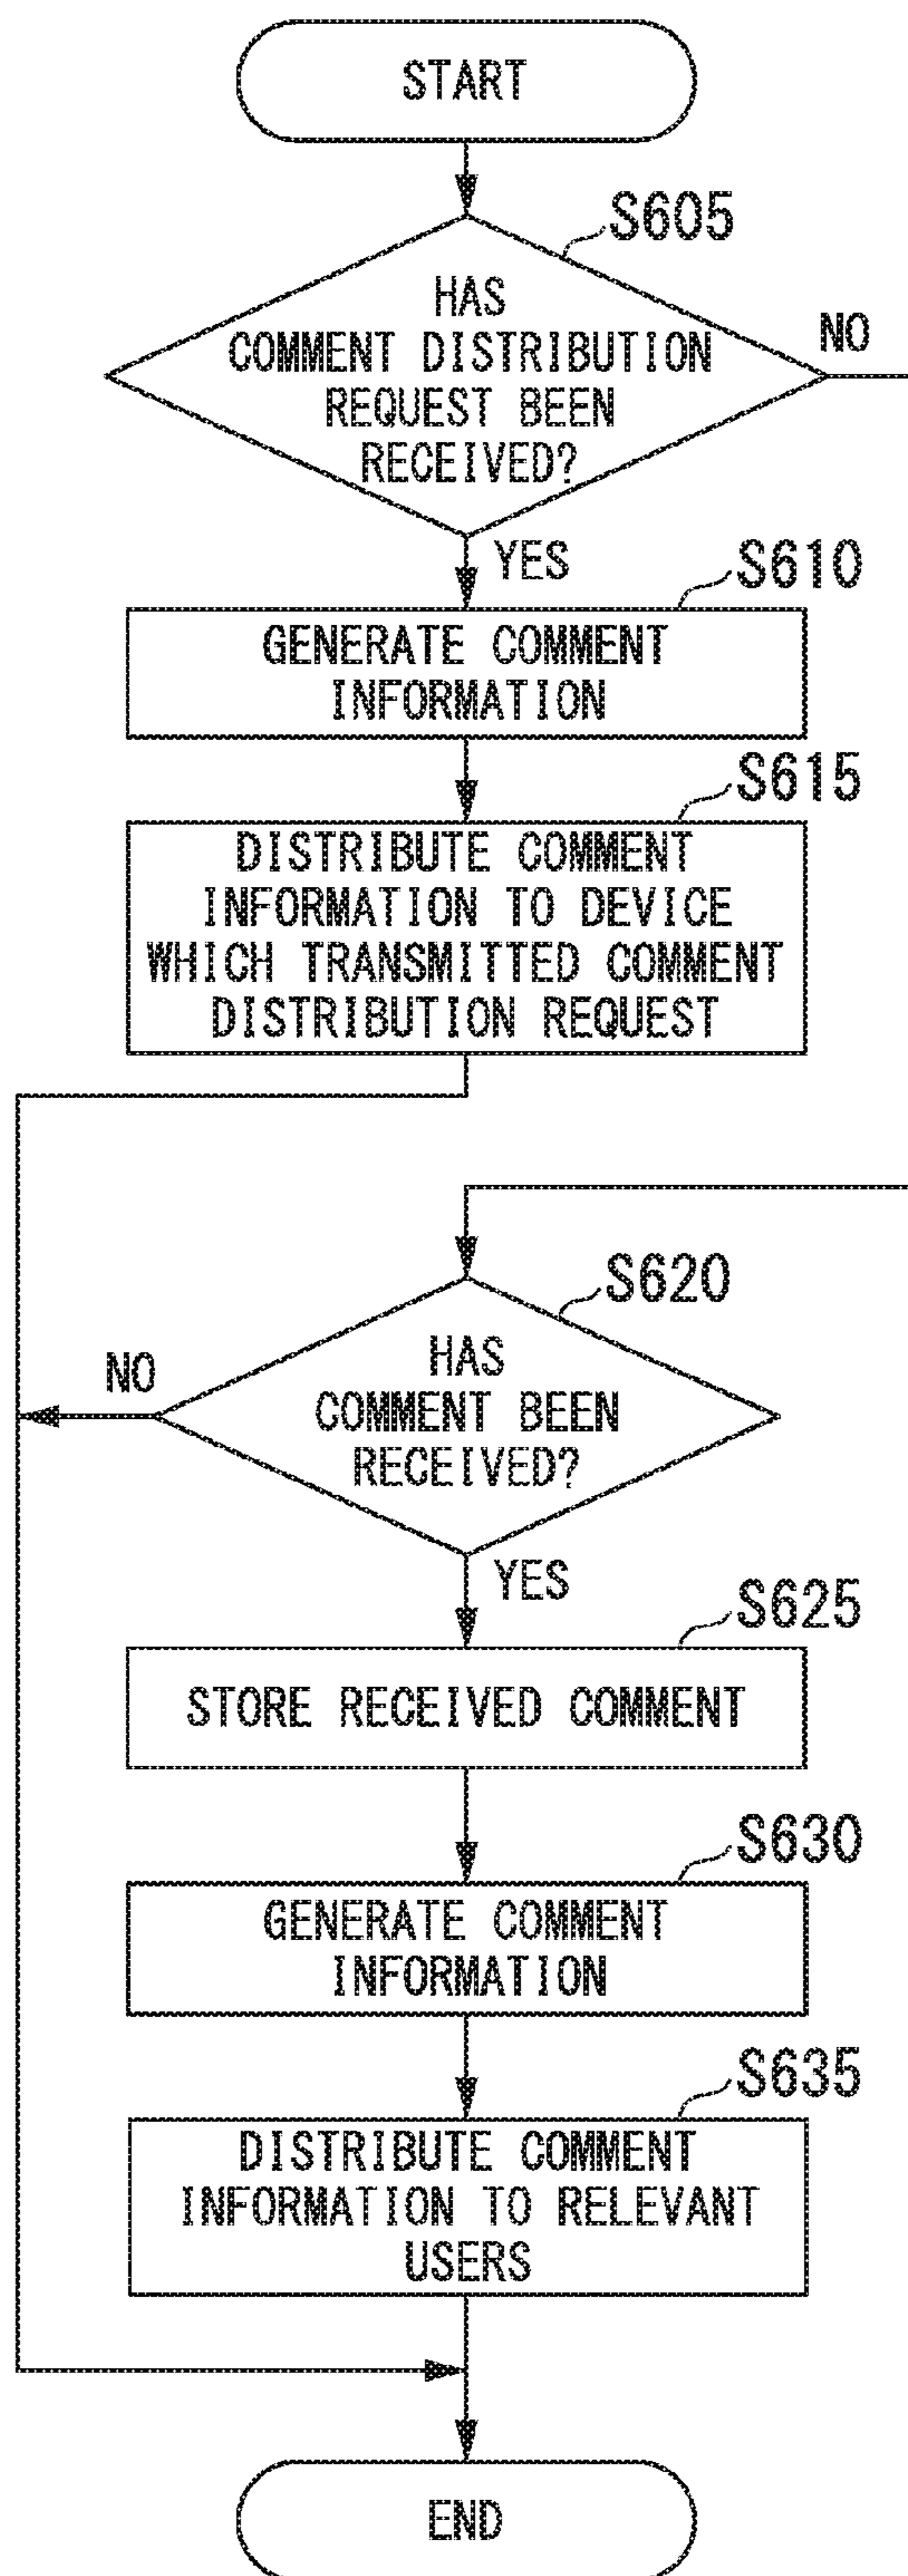 START
S605
HAS
COMMENT DISTRIBUTION
REQUEST BEEN
RECEIVED?
NO
YES
S610
GENERATE COMMENT
INFORMATION
S615
DISTRIBUTE COMMENT
INFORMATION TO DEVICE
WHICH TRANSMITTED COMMENT
DISTRIBUTION REQUEST
S620
HAS
COMMENT BEEN
RECEIVED?
NO
YES
S625
STORE RECEIVED COMMENT
S630
GENERATE COMMENT
INFORMATION
S635
DISTRIBUTE COMMENT
INFORMATION TO RELEVANT
USERS
END